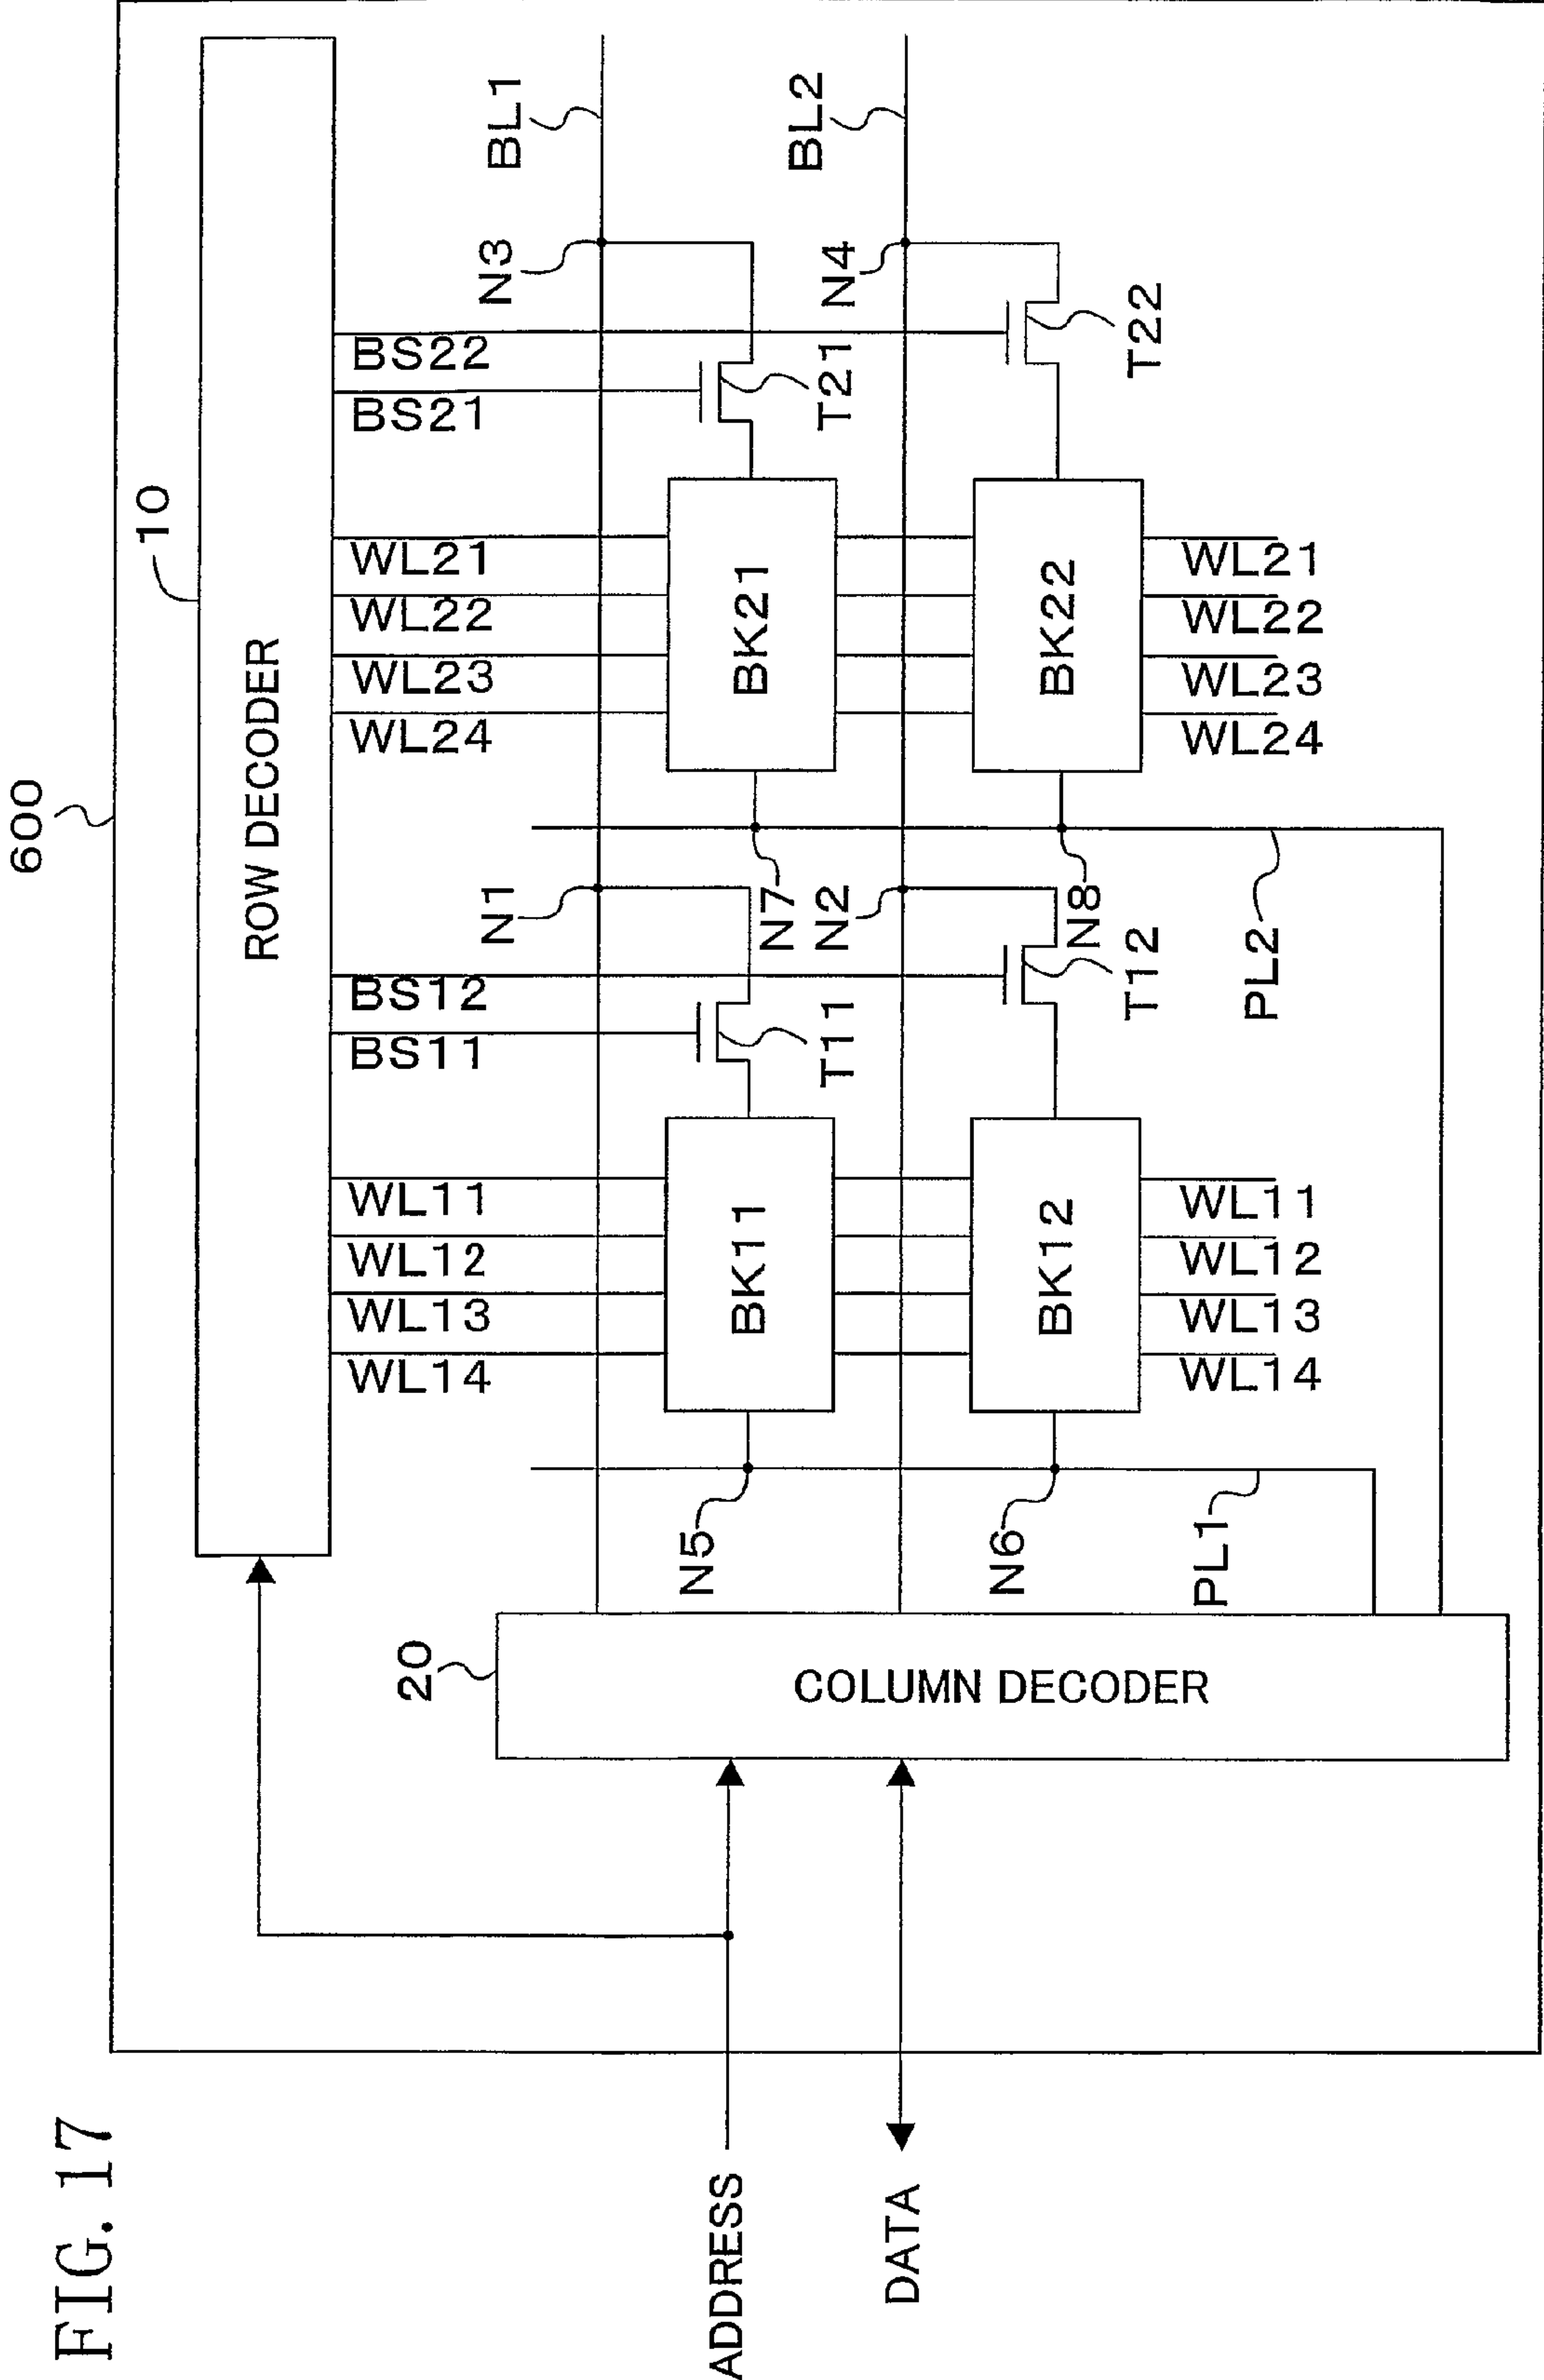 FIG. 17
600
10
ROW DECODER
WL14
WL13
WL12
WL11
BS11
BS12
WL24
WL23
WL22
WL21
BS21
BS22
N1
N3
BL1
N5
BK11
T11
N7
BK21
T21
N2
N4
BL2
N6
BK12
T12
N8
BK22
T22
WL14
WL13
WL12
WL11
WL24
WL23
WL22
WL21
PL1
PL2
20
COLUMN DECODER
ADDRESS
DATA